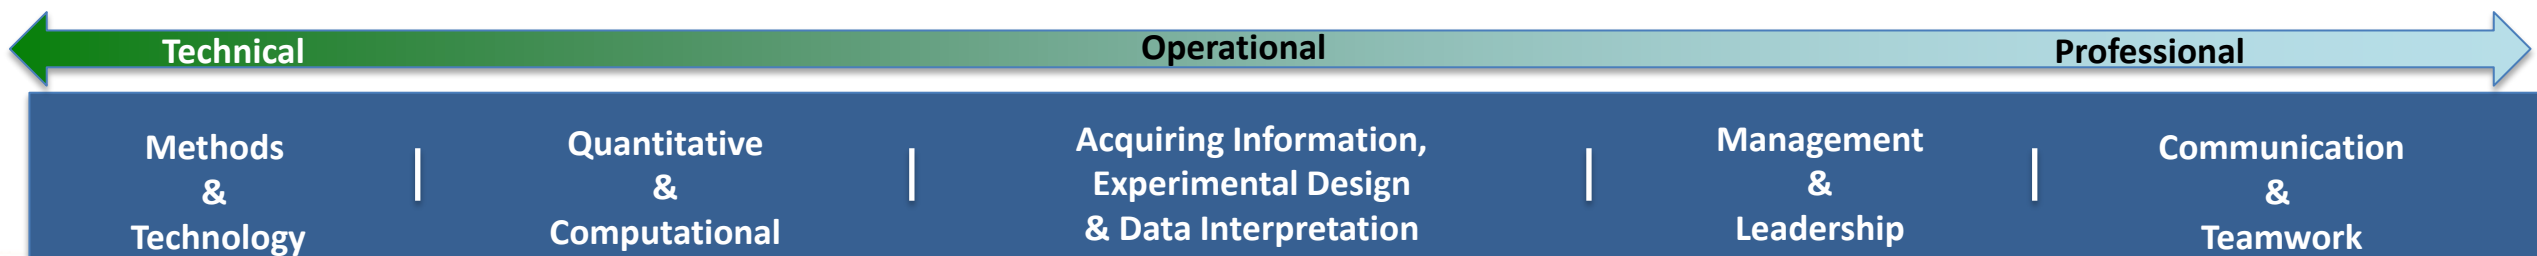 Technical
Operational
Professional
Methods
&
Technology
Quantitative
&
Computational
Acquiring Information,
Experimental Design
& Data Interpretation
Management
&
Leadership
Communication
&
Teamwork